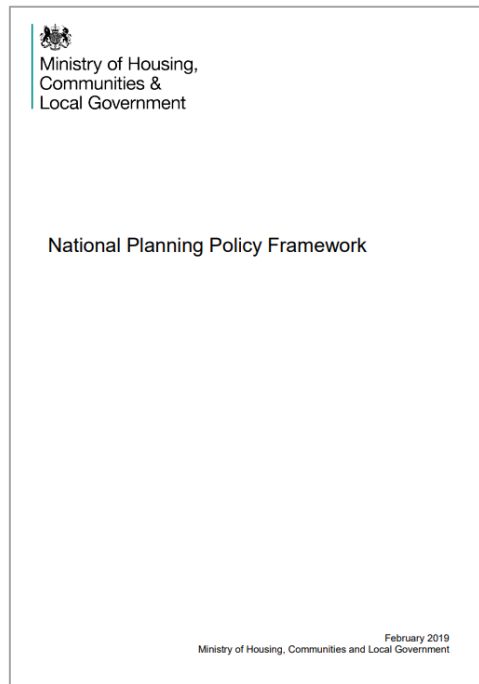 Ministry of Housing,
Communities &
Local Government
National Planning Policy Framework
February 2019
Ministry of Housing, Communities and Local Government